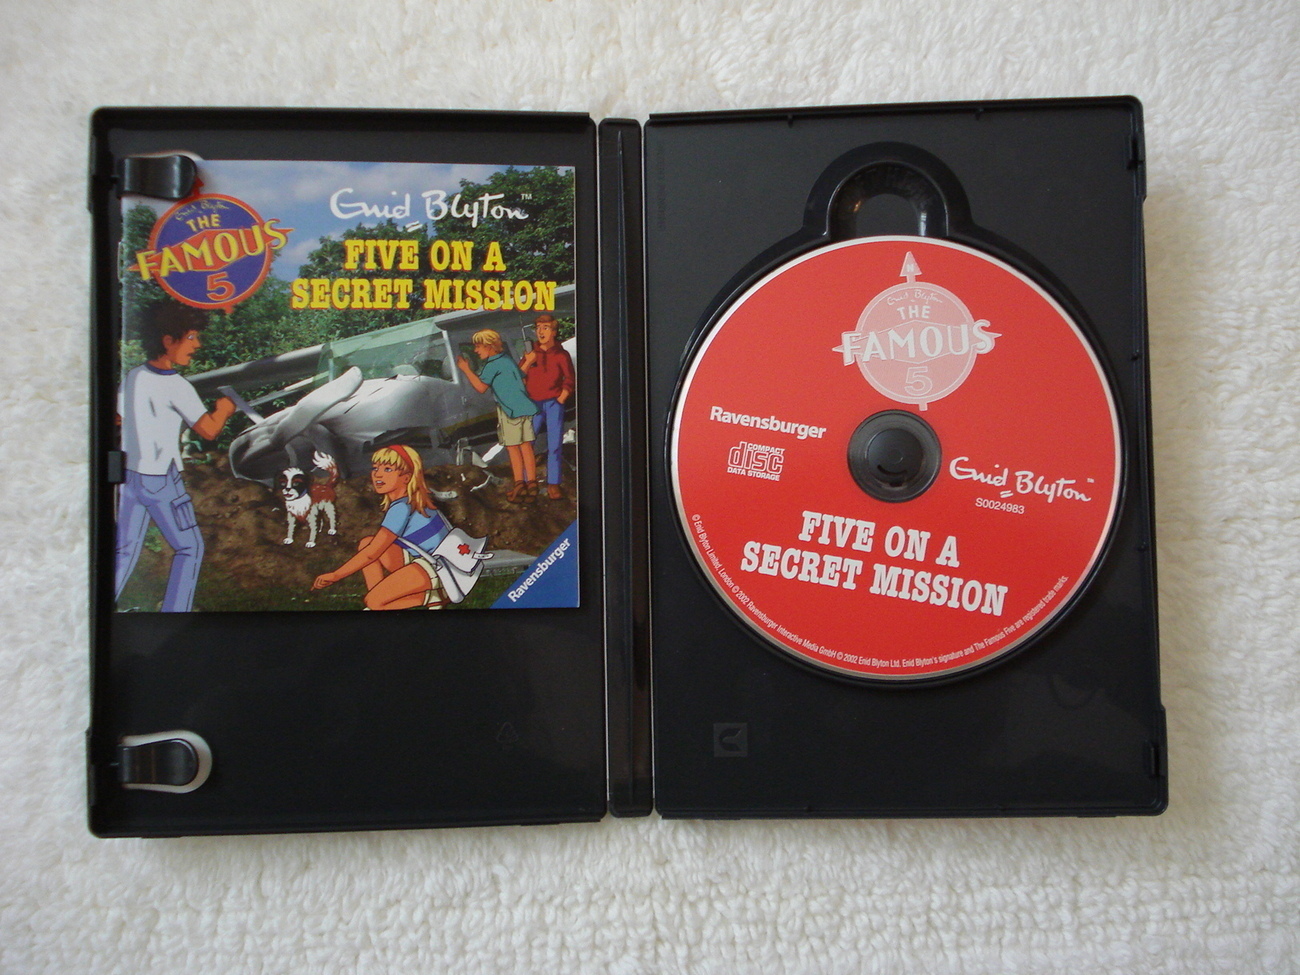 Enid Blyton
THE
FAMOUS
5
Enid Blyton™
FIVE ON A
SECRET MISSION
Ravensburger
Enid Blyton
THE
FAMOUS
5
Ravensburger
COMPACT
disc
DATA STORAGE
Enid Blyton™
S0024983
FIVE ON A
SECRET MISSION
© Enid Blyton Limited, London © 2002 Ravensburger Interactive Media GmbH © 2002 Enid Blyton Ltd. Enid Blyton's signature and The Famous Five are registered trade marks.